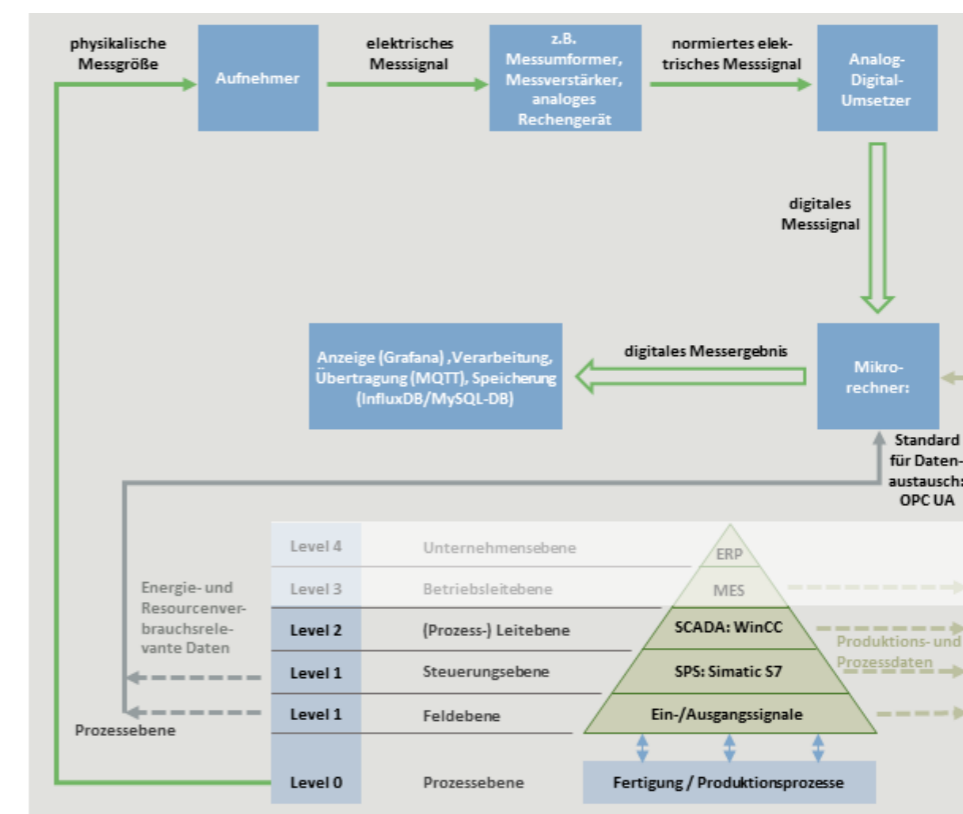 physikalische
Messgröße
Aufnehmer
elektrisches
Messsignal
z.B.
Messumformer,
Messverstärker,
analoges
Rechengerät
normiertes elek-
trisches Messsignal
Analog-
Digital-
Umsetzer
digitales
Messsignal
Anzeige (Grafana) ,Verarbeitung,
Übertragung (MQTT), Speicherung
(InfluxDB/MySQL-DB)
digitales Messergebnis
Mikro-
rechner:
Standard
für Daten-
austausch:
OPC UA
Energie- und
Resourcenver-
brauchsrele-
vante Daten
Prozessebene
Level 4 Unternehmensebene ERP
Level 3 Betriebsleitebene MES
Level 2 (Prozess-) Leitebene SCADA: WinCC
Level 1 Steuerungsebene SPS: Simatic S7
Level 1 Feldebene Ein-/Ausgangssignale
Level 0 Prozessebene Fertigung / Produktionsprozesse
Produktions- und
Prozessdaten